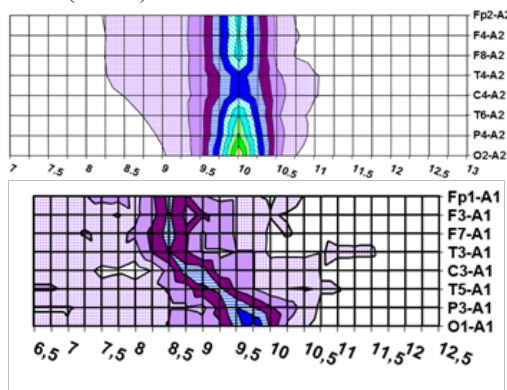 Fp2-A2
F4-A2
F8-A2
T4-A2
C4-A2
T6-A2
P4-A2
O2-A2
7 7.5 8 8.5 9 9.5 10 10.5 11 11.5 12 12.5 13
Fp1-A1
F3-A1
F7-A1
T3-A1
C3-A1
T5-A1
P3-A1
O1-A1
6,5 7 7,5 8 8,5 9 9,5 10 10,5 11 11,5 12 12,5